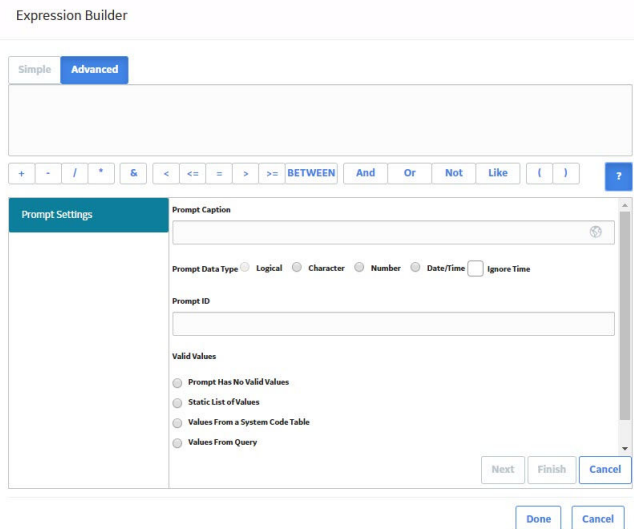 Expression Builder
Simple Advanced
+ - / * & < <= = > >= BETWEEN And Or Not Like ( ) ?
Prompt Settings
Prompt Caption
Prompt Data Type Logical Character Number Date/Time Ignore Time
Prompt ID
Valid Values
Prompt Has No Valid Values
Static List of Values
Values From a System Code Table
Values From Query
Next Finish Cancel
Done Cancel